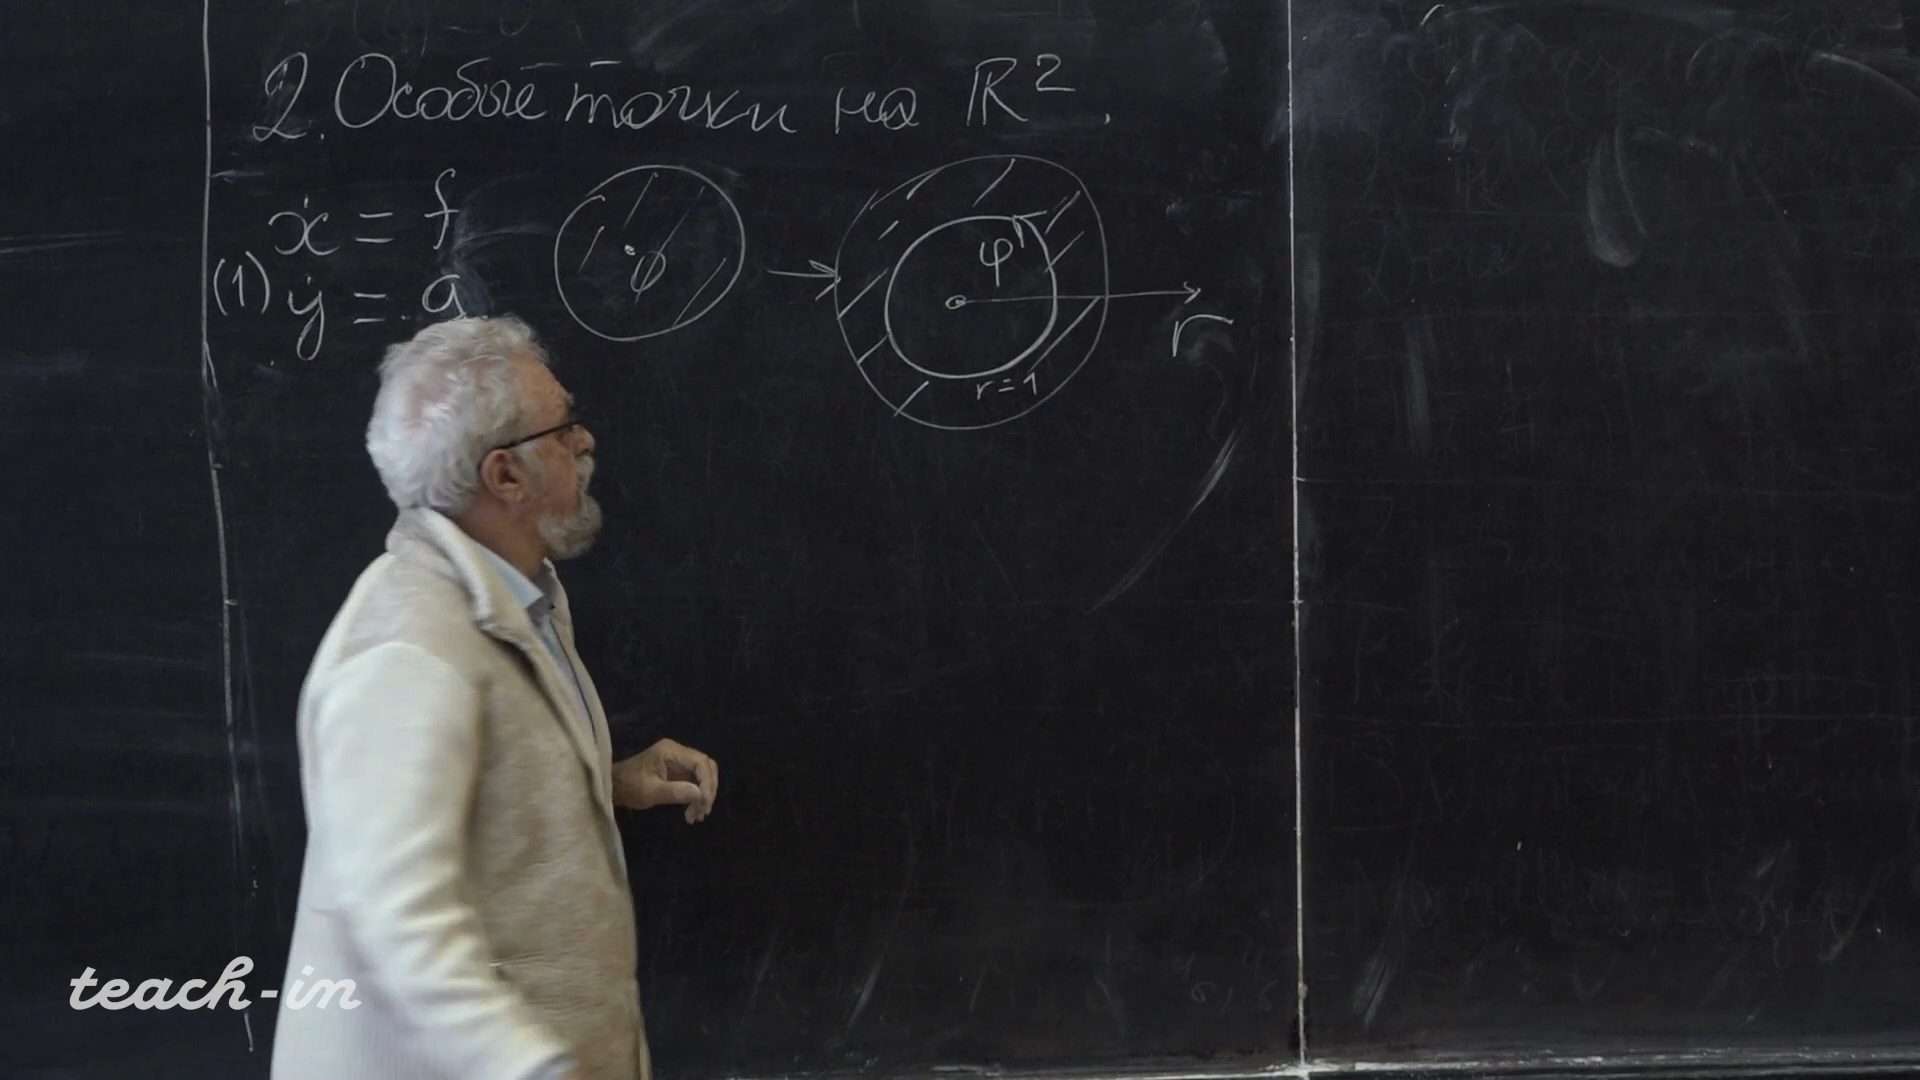 2. Особые точки на ℝ².
ẋ = f
(1) ẏ = g
φ
φ
r = 1
r
teach-in